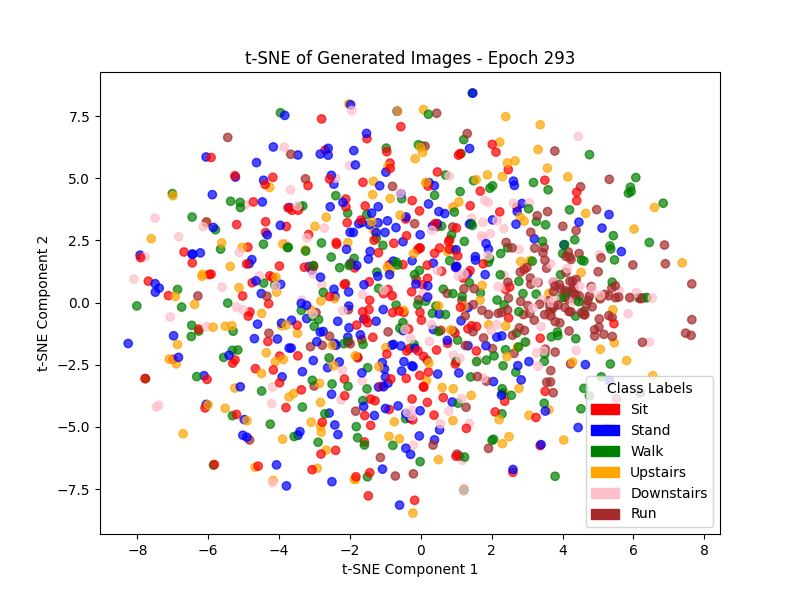 t-SNE of Generated Images - Epoch 293
t-SNE Component 2
7.5
5.0
2.5
0.0
−2.5
−5.0
−7.5
Class Labels
Sit
Stand
Walk
Upstairs
Downstairs
Run
−8 −6 −4 −2 0 2 4 6 8
t-SNE Component 1